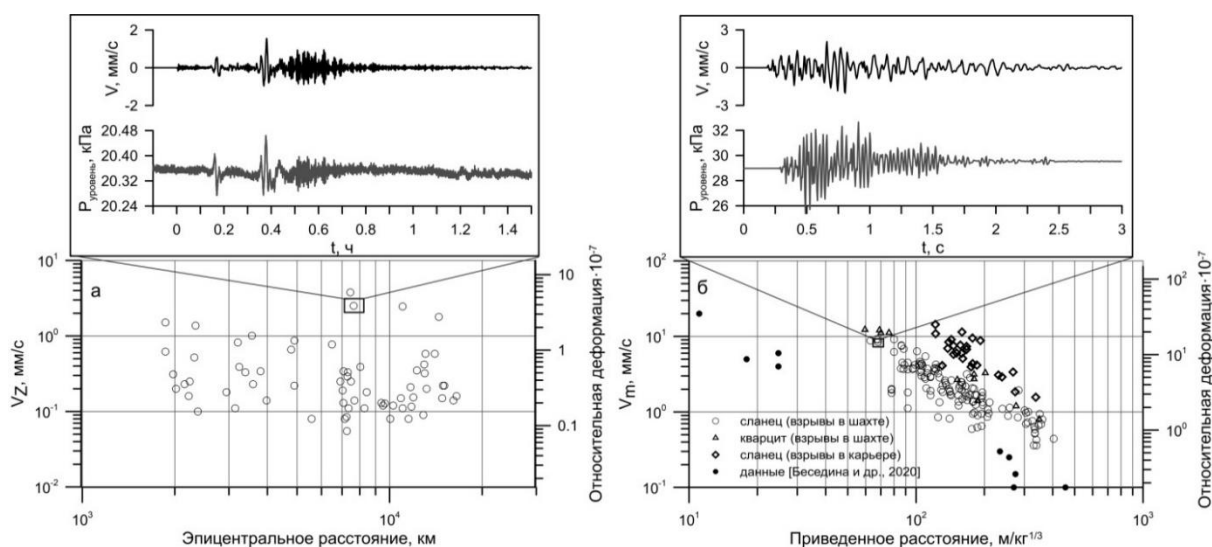 V, мм/с
2
0
-2
Pуровень, кПа
20.48
20.40
20.32
20.24
0 0.2 0.4 0.6 0.8 1 1.2 1.4
t, ч
V, мм/с
3
0
-3
Pуровень, кПа
32
30
28
26
0 0.5 1 1.5 2 2.5 3
t, с
а
Vz, мм/с
10¹
10⁰
10⁻¹
10⁻²
10³ 10⁴
Эпицентральное расстояние, км
10
1
0.1
Относительная деформация·10⁻⁷
б
Vm, мм/с
10²
10¹
10⁰
10⁻¹
сланец (взрывы в шахте)
кварцит (взрывы в шахте)
сланец (взрывы в карьере)
данные [Беседина и др., 2020]
10¹ 10² 10³
Приведенное расстояние, м/кг¹/³
10²
10¹
10⁰
Относительная деформация·10⁻⁷